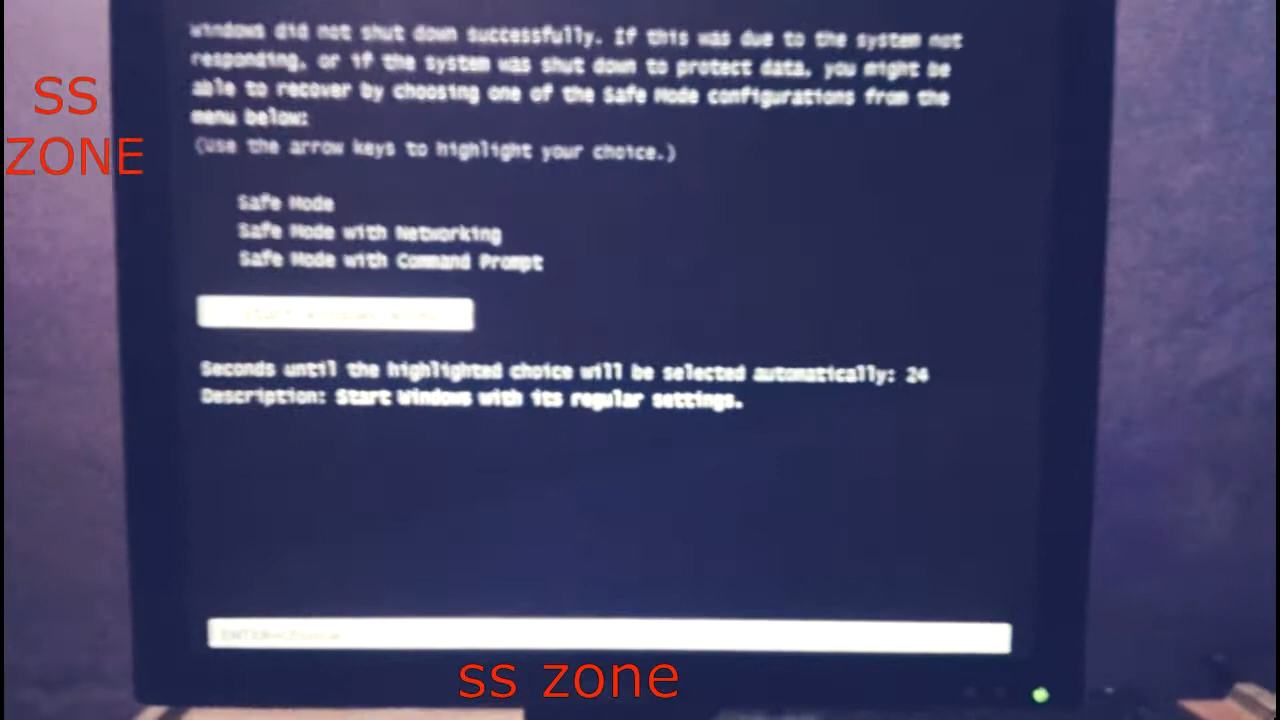 Windows did not shut down successfully. If this was due to the system not
responding, or if the system was shut down to protect data, you might be
able to recover by choosing one of the Safe Mode configurations from the
menu below:
(Use the arrow keys to highlight your choice.)
SS
ZONE
Safe Mode
Safe Mode with Networking
Safe Mode with Command Prompt
Start Windows
Seconds until the highlighted choice will be selected automatically: 24
Description: Start Windows with its regular settings.
ENTER=Choose
ss zone